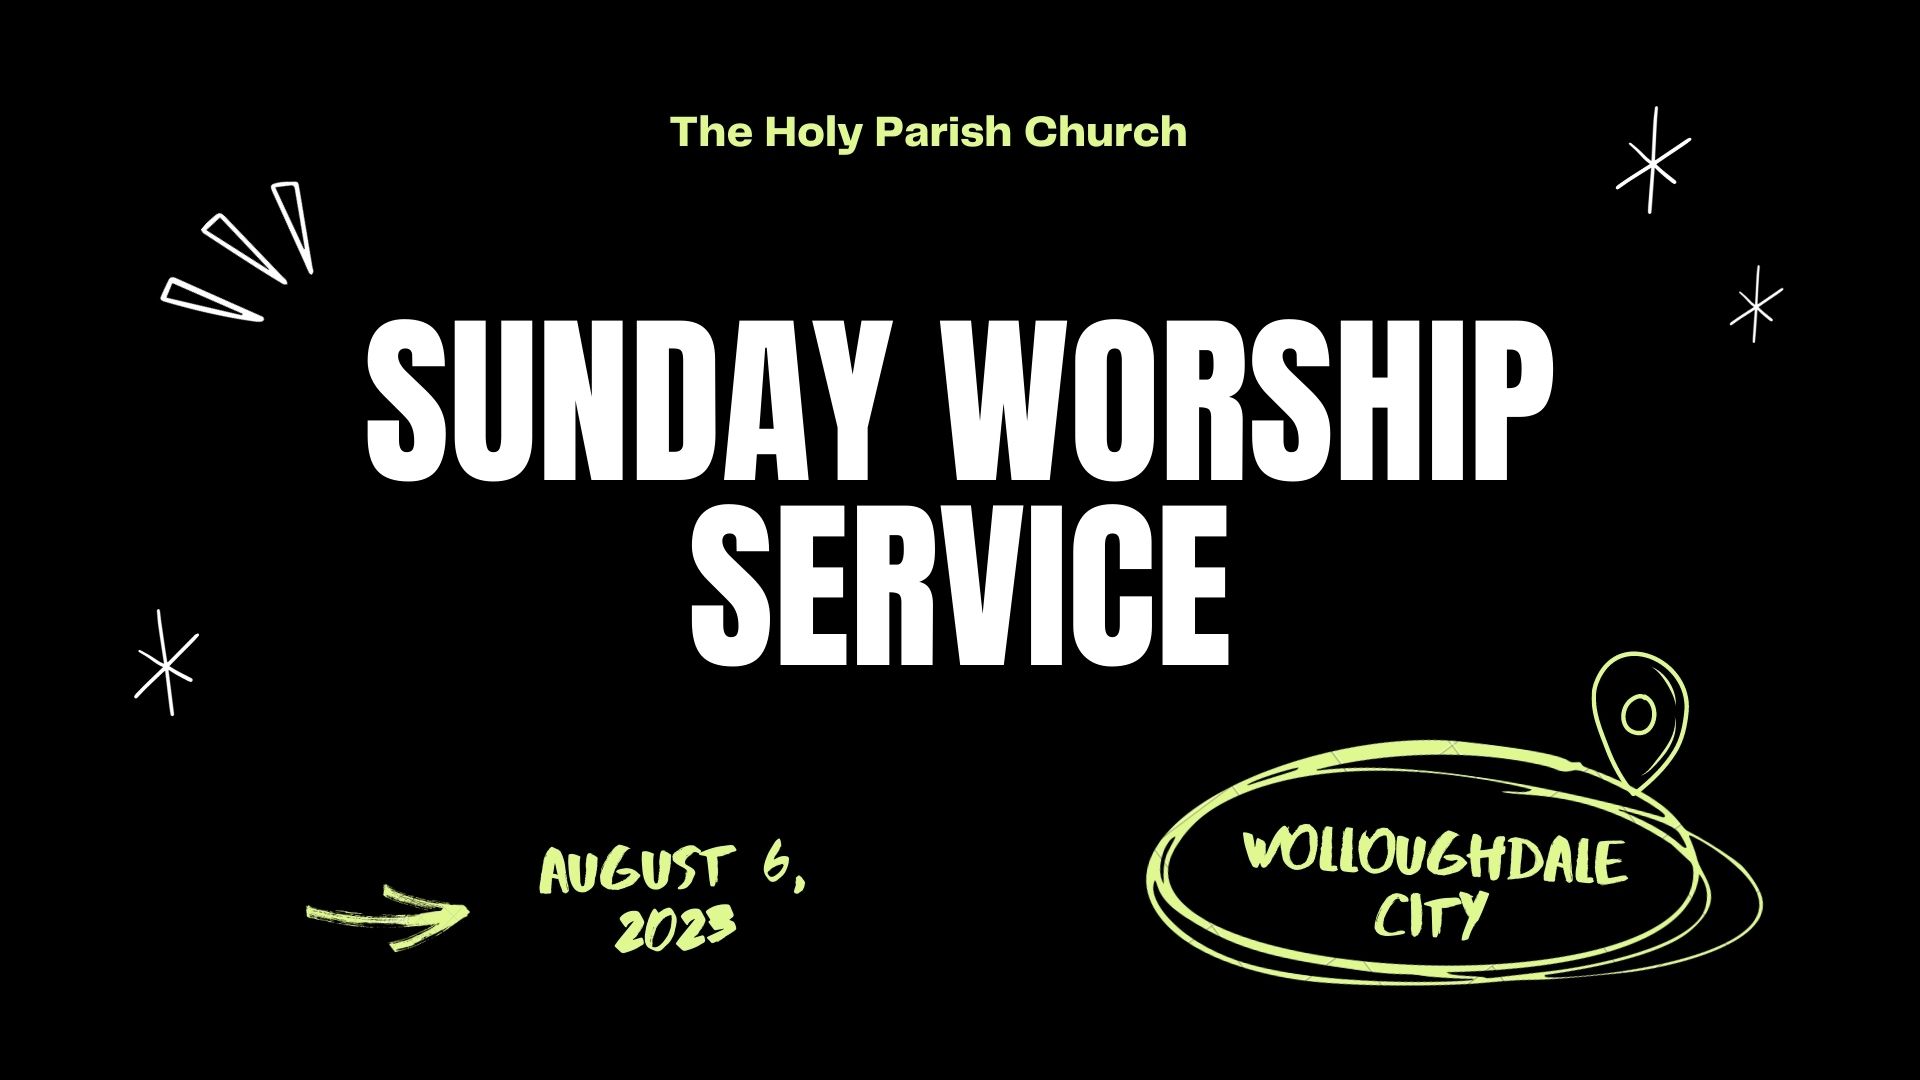 The Holy Parish Church
SUNDAY WORSHIP
SERVICE
AUGUST 6,
2023
WOLLOUGHDALE
CITY